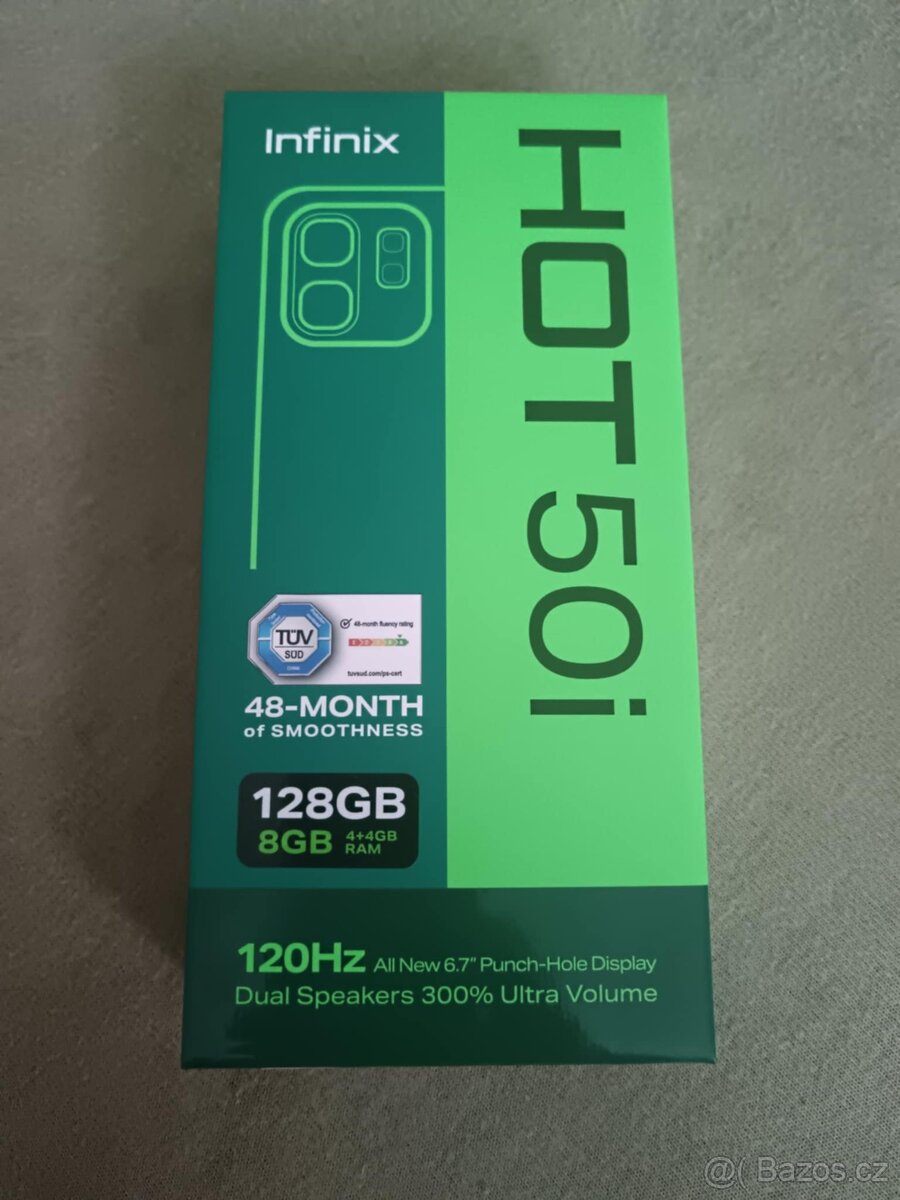 Infinix
HOT 50i
TÜV
SÜD
48-month fluency rating
tuvsud.com/ps-cert
48-MONTH
of SMOOTHNESS
128GB
8GB 4+4GB RAM
120Hz All New 6.7" Punch-Hole Display
Dual Speakers 300% Ultra Volume
@( Bazos.cz